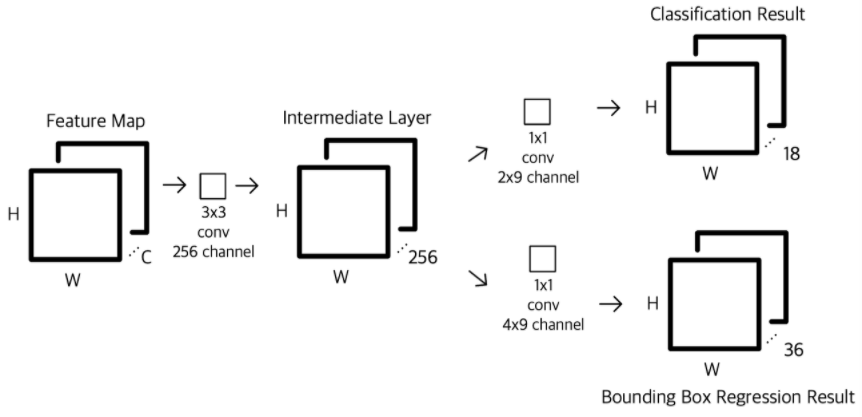 Feature Map
H
W
C
3x3
conv
256 channel
Intermediate Layer
H
W
256
1x1
conv
2x9 channel
Classification Result
H
W
18
1x1
conv
4x9 channel
H
W
36
Bounding Box Regression Result